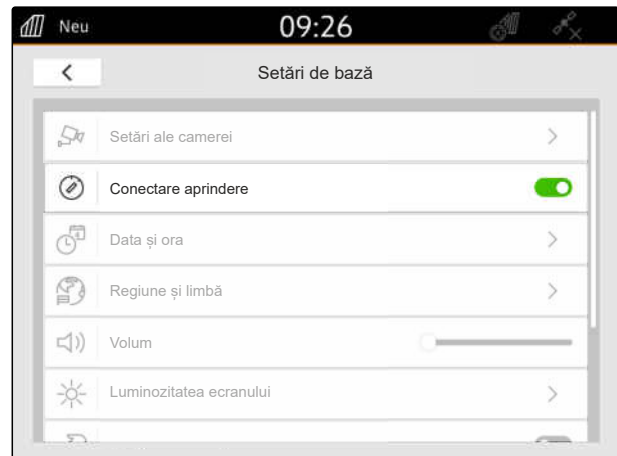 Neu
09:26
Setări de bază
Setări ale camerei
Conectare aprindere
Data și ora
Regiune și limbă
Volum
Luminozitatea ecranului